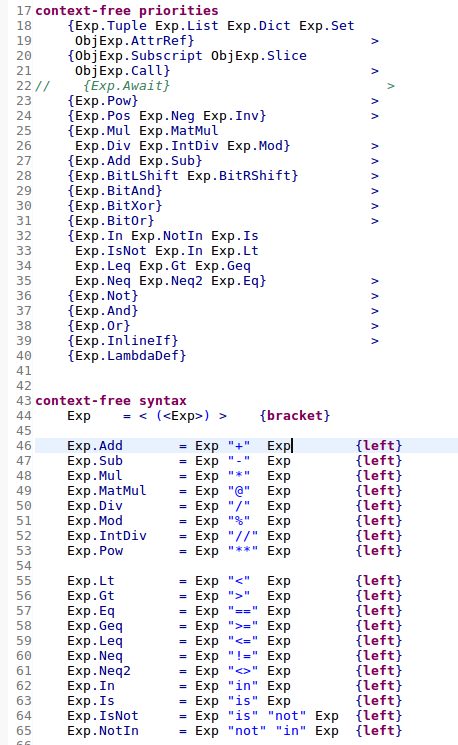 17 context-free priorities
18     {Exp.Tuple Exp.List Exp.Dict Exp.Set
19      ObjExp.AttrRef}                      >
20     {ObjExp.Subscript ObjExp.Slice
21      ObjExp.Call}                         >
22 //    {Exp.Await}                           >
23     {Exp.Pow}                             >
24     {Exp.Pos Exp.Neg Exp.Inv}             >
25     {Exp.Mul Exp.MatMul
26      Exp.Div Exp.IntDiv Exp.Mod}          >
27     {Exp.Add Exp.Sub}                     >
28     {Exp.BitLShift Exp.BitRShift}         >
29     {Exp.BitAnd}                          >
30     {Exp.BitXor}                          >
31     {Exp.BitOr}                           >
32     {Exp.In Exp.NotIn Exp.Is
33      Exp.IsNot Exp.In Exp.Lt
34      Exp.Leq Exp.Gt Exp.Geq
35      Exp.Neq Exp.Neq2 Exp.Eq}             >
36     {Exp.Not}                             >
37     {Exp.And}                             >
38     {Exp.Or}                              >
39     {Exp.InlineIf}                        >
40     {Exp.LambdaDef}
41
42
43 context-free syntax
44     Exp    = < (<Exp>) >    {bracket}
45
46     Exp.Add       = Exp "+"  Exp        {left}
47     Exp.Sub       = Exp "-"  Exp        {left}
48     Exp.Mul       = Exp "*"  Exp        {left}
49     Exp.MatMul    = Exp "@"  Exp        {left}
50     Exp.Div       = Exp "/"  Exp        {left}
51     Exp.Mod       = Exp "%"  Exp        {left}
52     Exp.IntDiv    = Exp "//" Exp        {left}
53     Exp.Pow       = Exp "**" Exp        {left}
54
55     Exp.Lt        = Exp "<"  Exp        {left}
56     Exp.Gt        = Exp ">"  Exp        {left}
57     Exp.Eq        = Exp "==" Exp        {left}
58     Exp.Geq       = Exp ">=" Exp        {left}
59     Exp.Leq       = Exp "<=" Exp        {left}
60     Exp.Neq       = Exp "!=" Exp        {left}
61     Exp.Neq2      = Exp "<>" Exp        {left}
62     Exp.In        = Exp "in" Exp        {left}
63     Exp.Is        = Exp "is" Exp        {left}
64     Exp.IsNot     = Exp "is" "not" Exp  {left}
65     Exp.NotIn     = Exp "not" "in" Exp  {left}